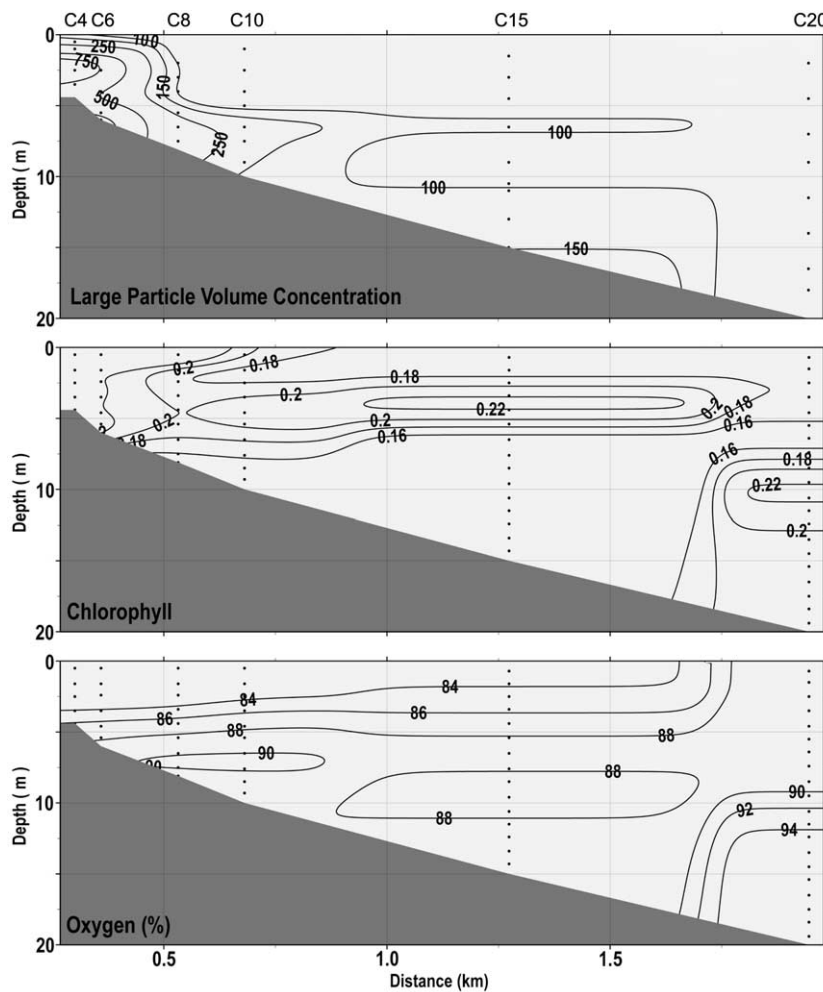 C4 C6 C8 C10 C15 C20
0
100
250
750
150
500
250
100
100
150
Depth ( m )
10
20
Large Particle Volume Concentration
0
0.2 0.18 0.18
0.2 0.22 0.2 0.18
0.2 0.2 0.16
0.18 0.16 0.16 0.18
0.22
0.2
Depth ( m )
10
20
Chlorophyll
0
84 84
86 86
88 88
90
90
88
88
90
92
94
Depth ( m )
10
20
Oxygen (%)
0.5 1.0 1.5
Distance (km)